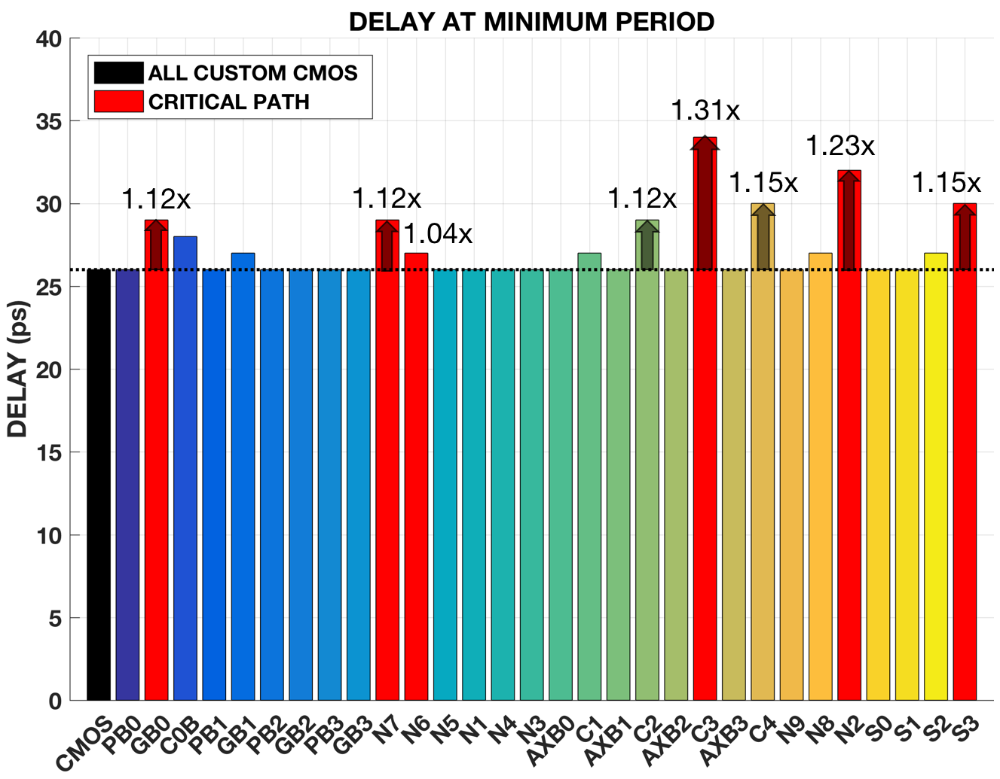 DELAY AT MINIMUM PERIOD
ALL CUSTOM CMOS
CRITICAL PATH
DELAY (ps)
40
35
30
25
20
15
10
5
0
1.12x
1.12x
1.04x
1.12x
1.31x
1.15x
1.23x
1.15x
CMOS
PB0
GB0
C0B
PB1
GB1
PB2
GB2
PB3
GB3
N7
N6
N5
N1
N4
N3
AXB0
C1
AXB1
C2
AXB2
C3
AXB3
C4
N9
N8
N2
S0
S1
S2
S3